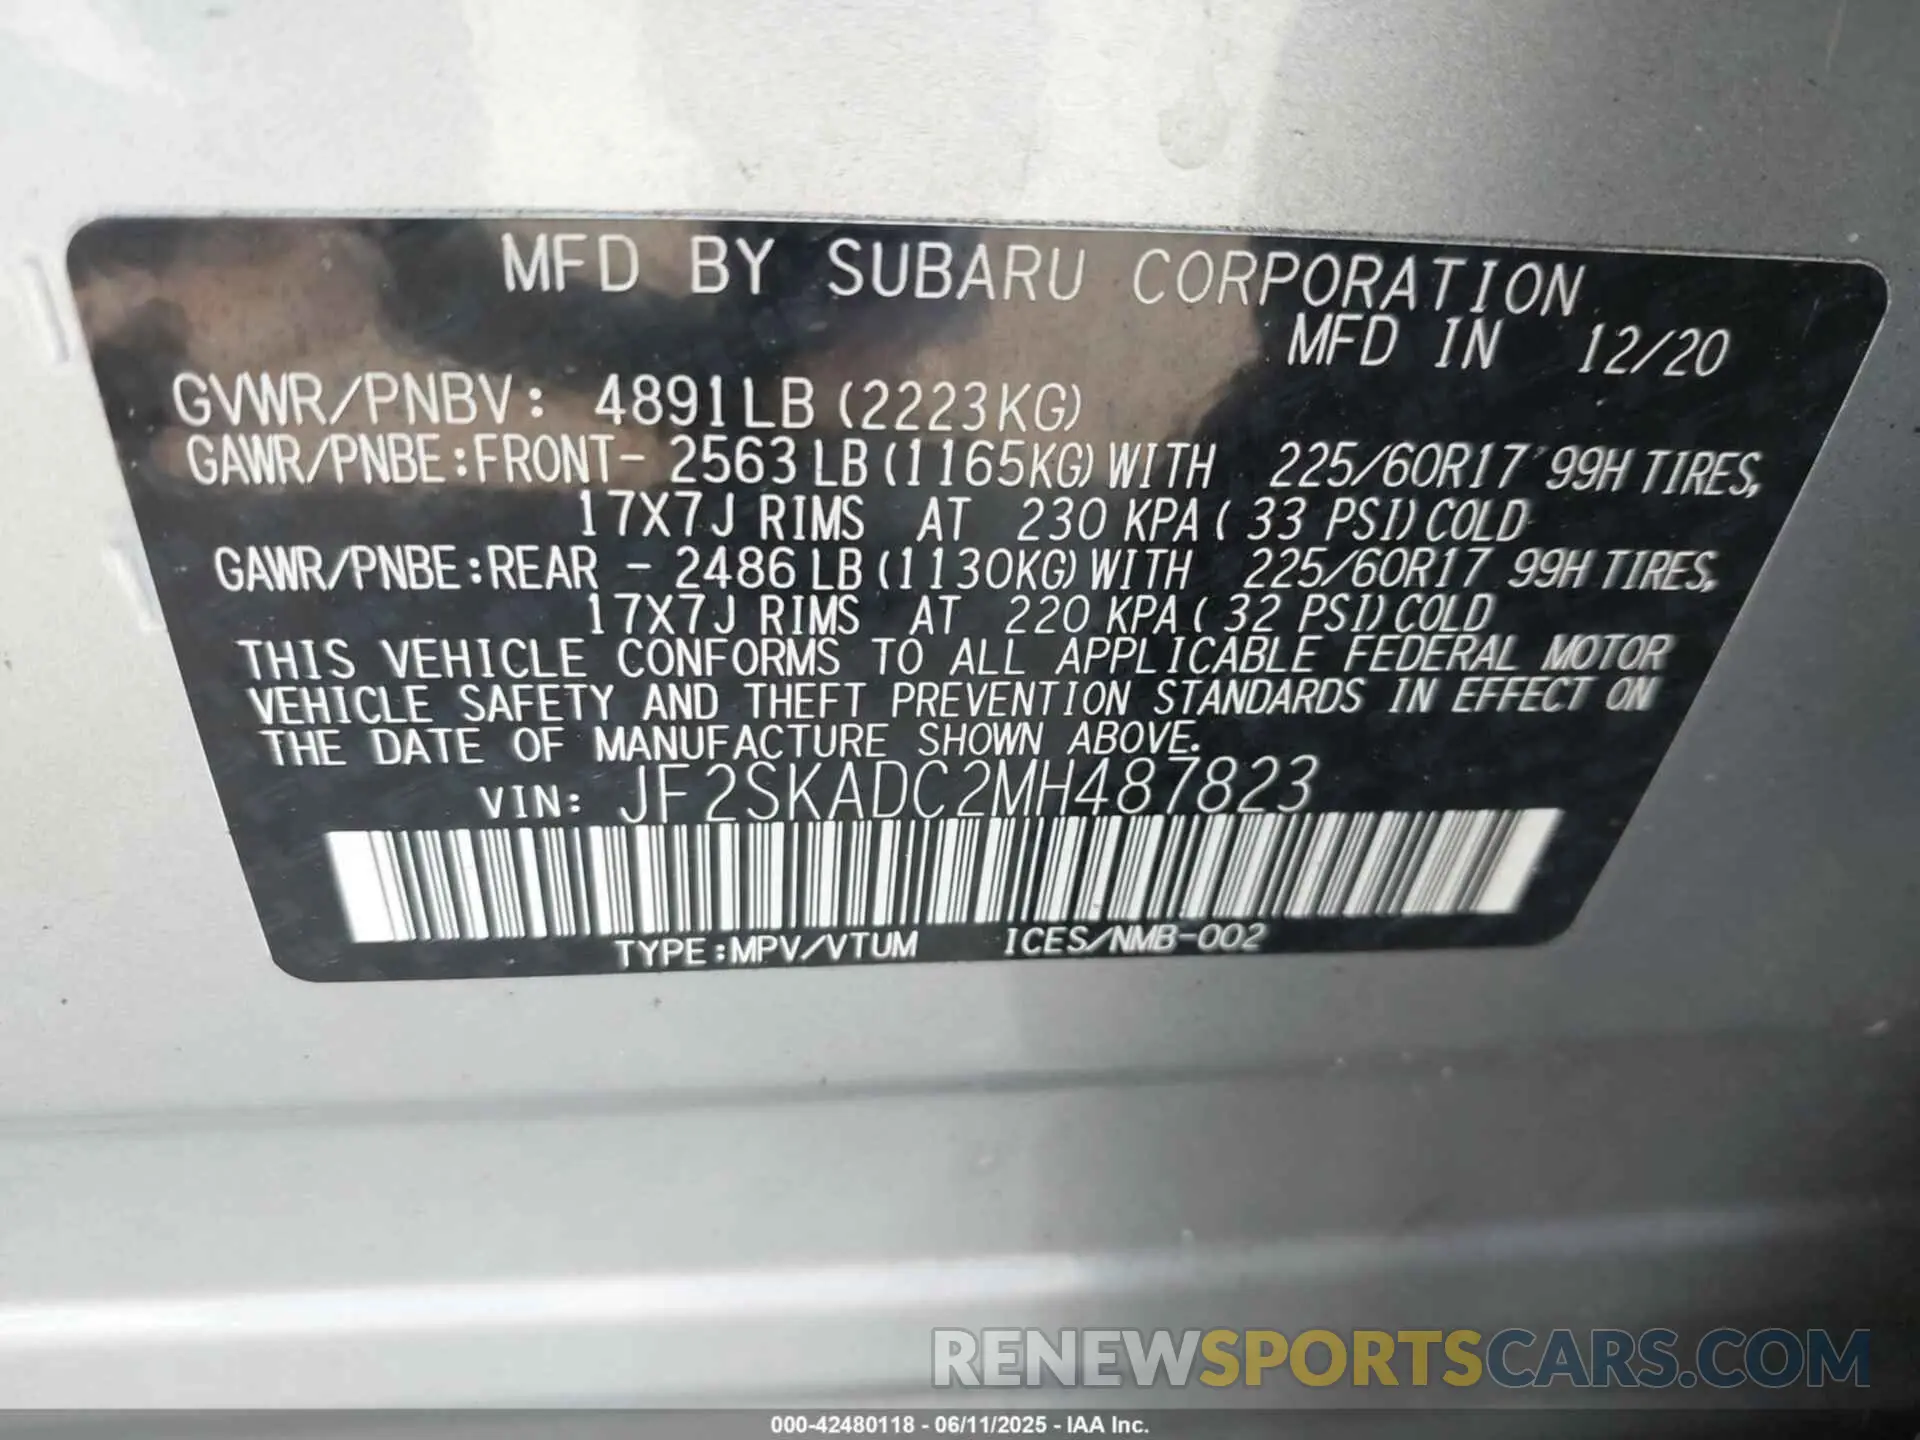 MFD BY SUBARU CORPORATION
MFD IN 12/20
GVWR/PNBV: 4891LB (2223KG)
GAWR/PNBE:FRONT- 2563LB(1165KG)WITH 225/60R17 99H TIRES,
17X7J RIMS AT 230 KPA( 33 PSI)COLD
GAWR/PNBE:REAR - 2486LB(1130KG)WITH 225/60R17 99H TIRES,
17X7J RIMS AT 220 KPA( 32 PSI)COLD
THIS VEHICLE CONFORMS TO ALL APPLICABLE FEDERAL MOTOR
VEHICLE SAFETY AND THEFT PREVENTION STANDARDS IN EFFECT ON
THE DATE OF MANUFACTURE SHOWN ABOVE.
VIN: JF2SKADC2MH487823
TYPE:MPV/VTUM ICES/NMB-002
RENEWSPORTSCARS.COM
000-42480118 - 06/11/2025 - IAA Inc.